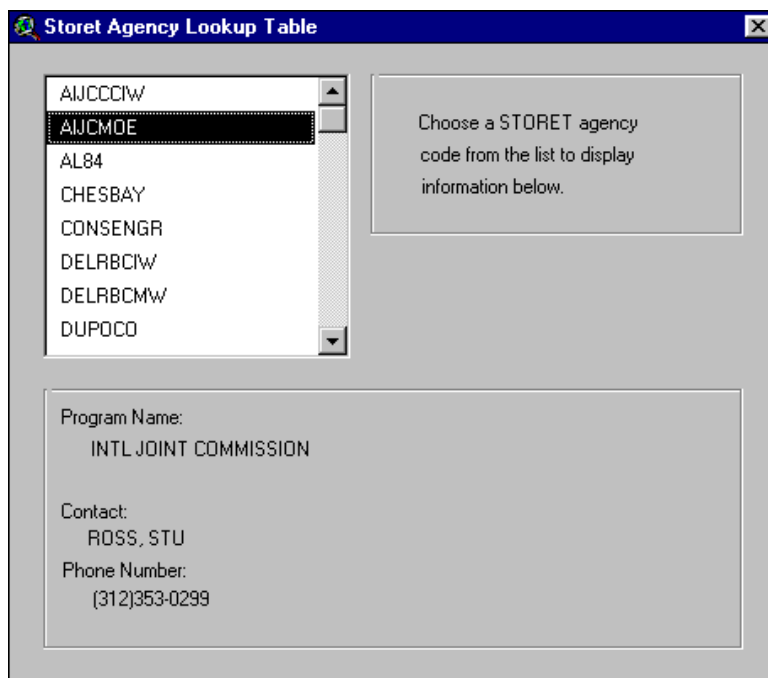 Storet Agency Lookup Table
AIJCCCIW
AIJCMOE
AL84
CHESBAY
CONSENGR
DELRBCIW
DELRBCMW
DUPOCO
Choose a STORET agency
code from the list to display
information below.
Program Name:
INTL JOINT COMMISSION
Contact:
ROSS, STU
Phone Number:
(312)353-0299